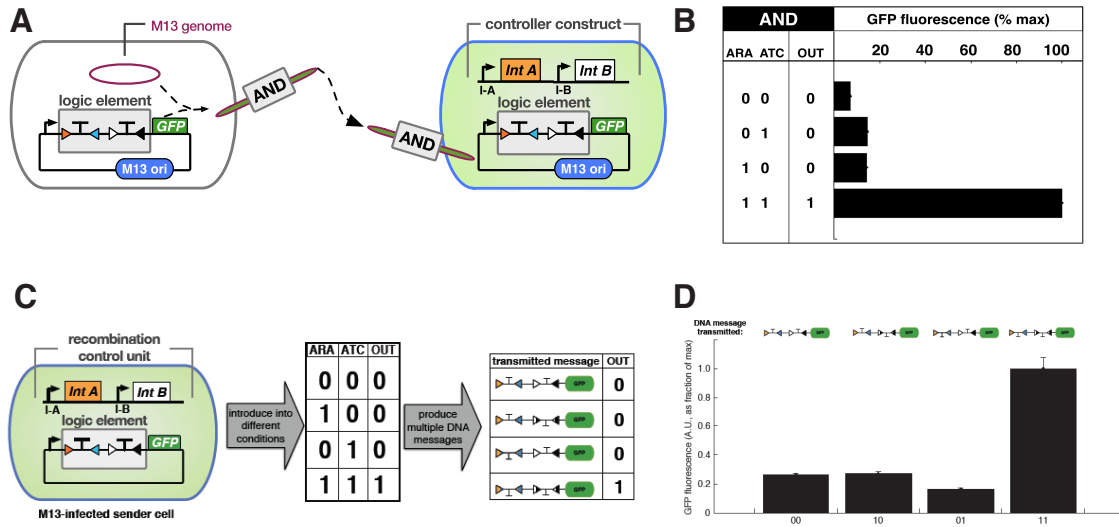 A
M13 genome
logic element
GFP
M13 ori
AND
AND
controller construct
Int A
Int B
I-A
I-B
logic element
GFP
M13 ori
B
AND
GFP fluorescence (% max)
ARA ATC OUT
20 40 60 80 100
0 0 0
0 1 0
1 0 0
1 1 1
C
recombination
control unit
Int A
Int B
I-A
I-B
logic element
GFP
M13-infected sender cell
introduce into
different
conditions
ARA ATC OUT
0 0 0
1 0 0
0 1 0
1 1 1
produce
multiple DNA
messages
transmitted message OUT
GFP 0
GFP 0
GFP 0
GFP 1
D
DNA message
transmitted:
GFP GFP GFP GFP
GFP fluorescence (A.U., as fraction of max)
1.0
0.8
0.6
0.4
0.2
0
00 10 01 11